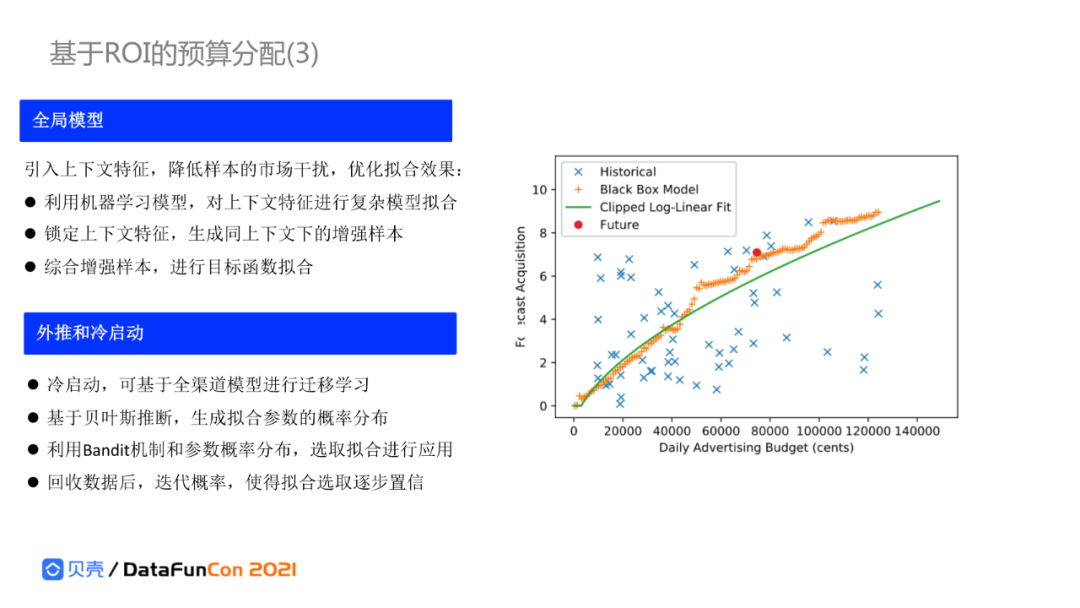 基于ROI的预算分配(3)
全局模型
引入上下文特征，降低样本的市场干扰，优化拟合效果：
● 利用机器学习模型，对上下文特征进行复杂模型拟合
● 锁定上下文特征，生成同上下文下的增强样本
● 综合增强样本，进行目标函数拟合
外推和冷启动
● 冷启动，可基于全渠道模型进行迁移学习
● 基于贝叶斯推断，生成拟合参数的概率分布
● 利用Bandit机制和参数概率分布，选取拟合进行应用
● 回收数据后，迭代概率，使得拟合选取逐步置信
Historical
Black Box Model
Clipped Log-Linear Fit
Future
10
8
6
4
2
0
cast Acquisition
0 20000 40000 60000 80000 100000 120000 140000
Daily Advertising Budget (cents)
贝壳 / DataFunCon 2021